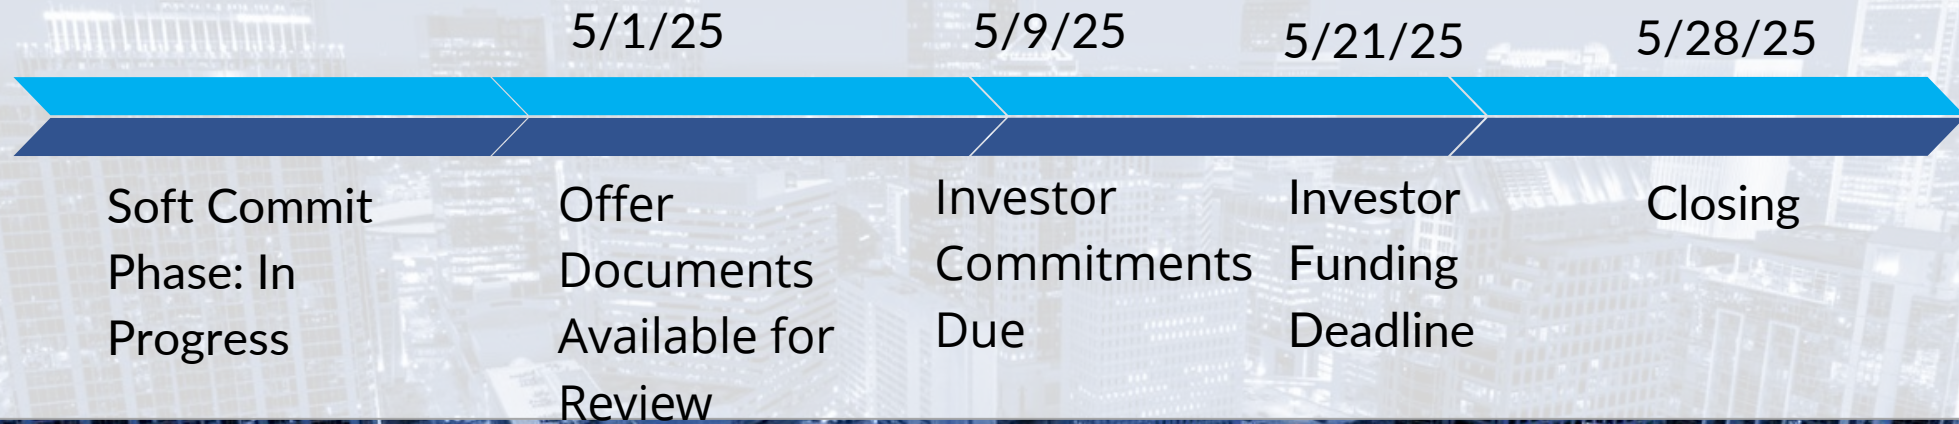 5/1/25
5/9/25
5/21/25
5/28/25
Soft Commit
Phase: In
Progress
Offer
Documents
Available for
Review
Investor
Commitments
Due
Investor
Funding
Deadline
Closing